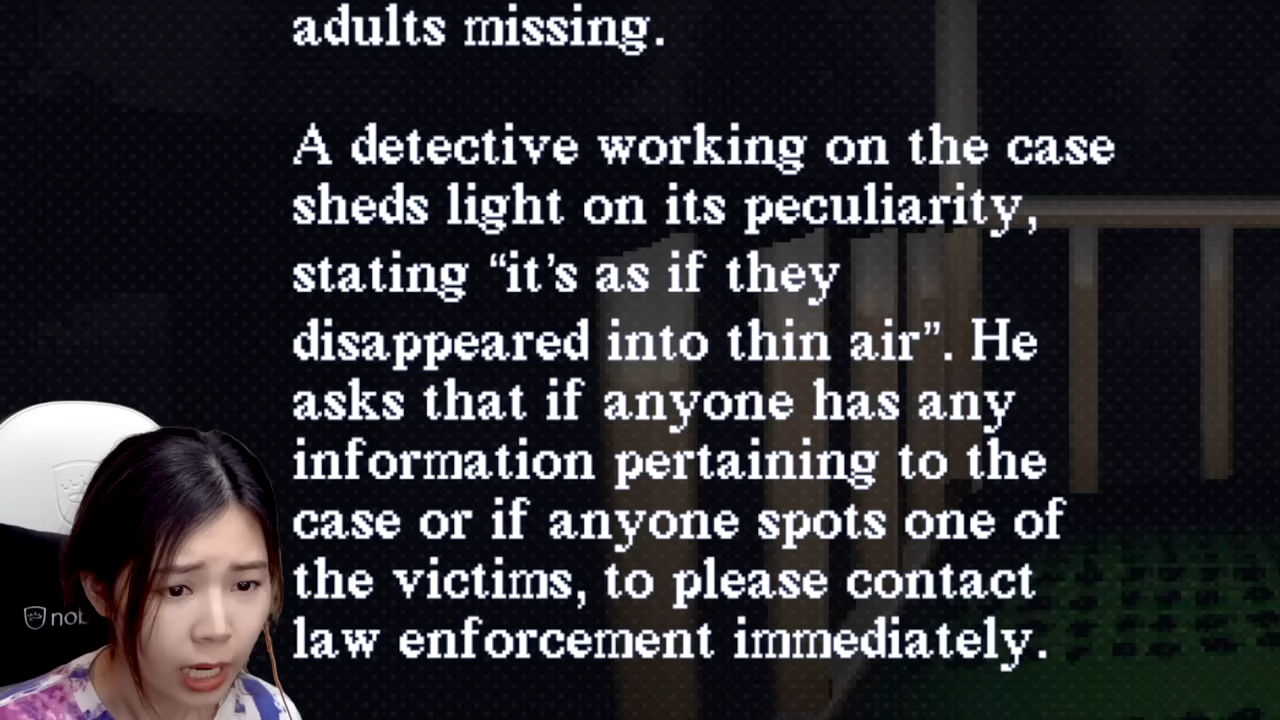 adults missing.
A detective working on the case
sheds light on its peculiarity,
stating “it’s as if they
disappeared into thin air”. He
asks that if anyone has any
information pertaining to the
case or if anyone spots one of
the victims, to please contact
law enforcement immediately.